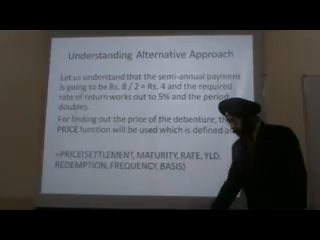 Understanding Alternative Approach
Let us understand that the semi-annual payment
is going to be Rs. 8 / 2 = Rs. 4 and the required
rate of return works out to 5% and the period
doubles.
For finding out the price of the debenture, the
PRICE function will be used which is defined as
=PRICE(SETTLEMENT, MATURITY, RATE, YLD,
REDEMPTION, FREQUENCY, BASIS)